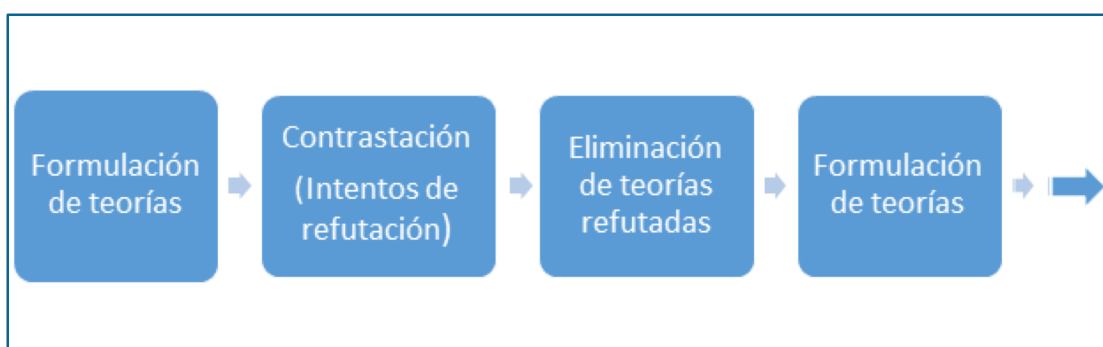 Formulación
de teorías
Contrastación
(Intentos de
refutación)
Eliminación
de teorías
refutadas
Formulación
de teorías